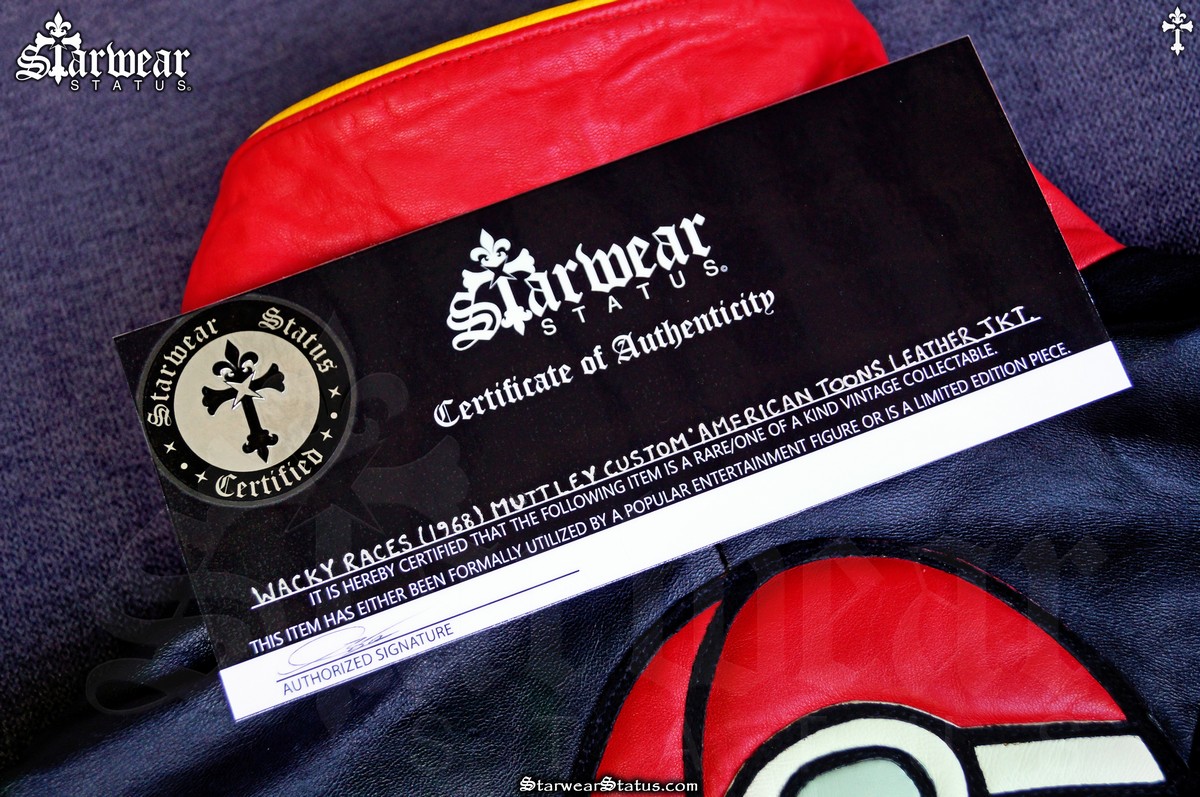 Starwear
STATUS
Starwear
STATUS
Certificate of Authenticity
Starwear Status
Certified
WACKY RACES (1968) MUTTLEY CUSTOM 'AMERICAN TOONS LEATHER JKT.
IT IS HEREBY CERTIFIED THAT THE FOLLOWING ITEM IS A RARE/ONE OF A KIND VINTAGE COLLECTABLE.
THIS ITEM HAS EITHER BEEN FORMALLY UTILIZED BY A POPULAR ENTERTAINMENT FIGURE OR IS A LIMITED EDITION PIECE.
AUTHORIZED SIGNATURE
StarwearStatus.com